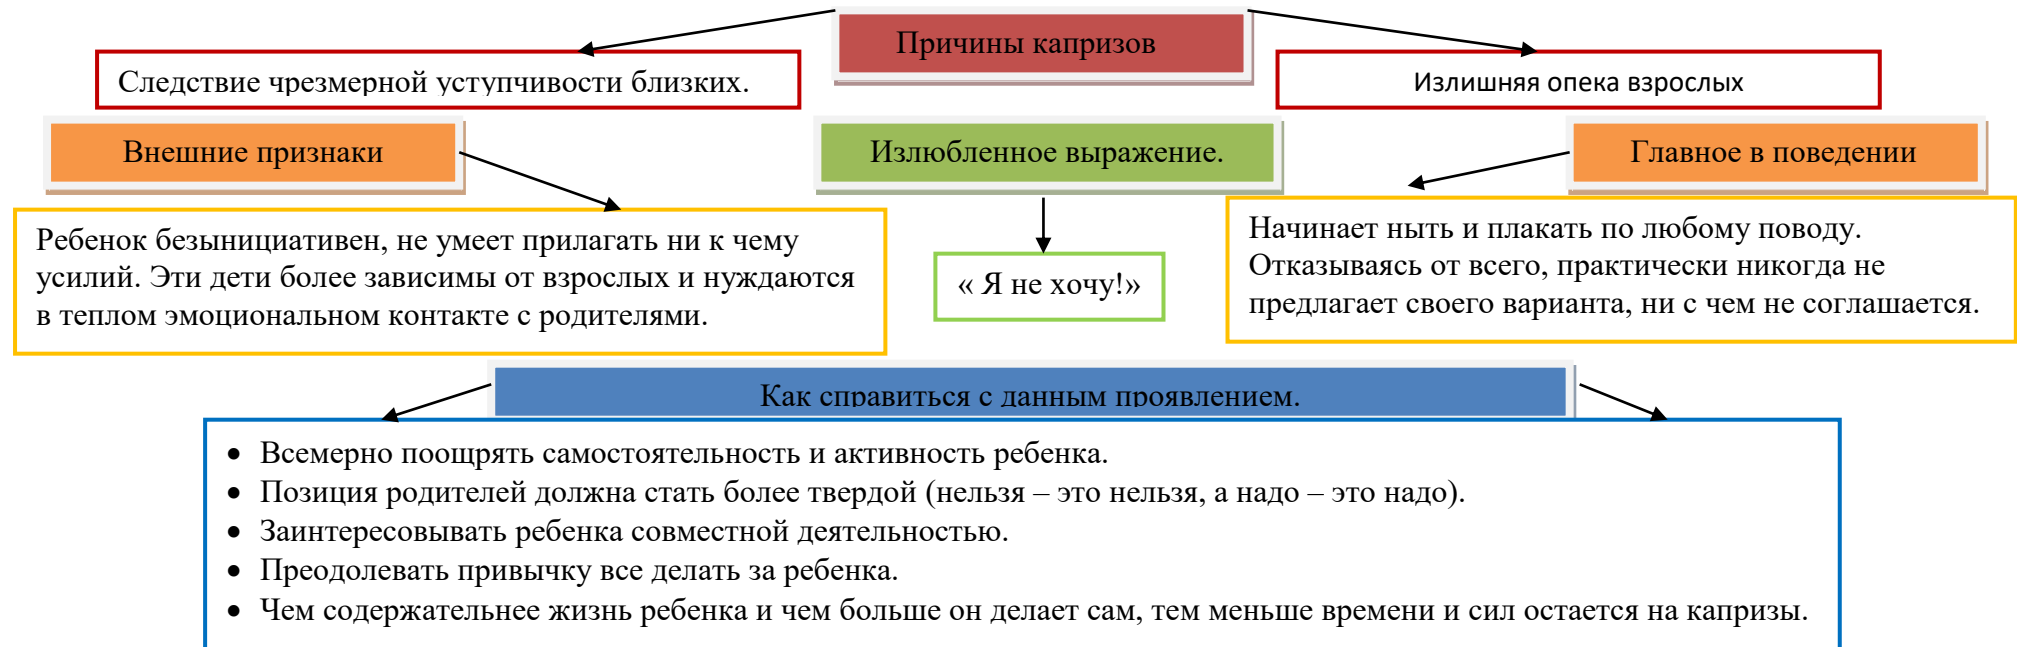 Причины капризов
Следствие чрезмерной уступчивости близких.
Излишняя опека взрослых
Внешние признаки
Излюбленное выражение.
Главное в поведении
Ребенок безынициативен, не умеет прилагать ни к чему
усилий. Эти дети более зависимы от взрослых и нуждаются
в теплом эмоциональном контакте с родителями.
« Я не хочу!»
Начинает ныть и плакать по любому поводу.
Отказываясь от всего, практически никогда не
предлагает своего варианта, ни с чем не соглашается.
Как справиться с данным проявлением.
• Всемерно поощрять самостоятельность и активность ребенка.
• Позиция родителей должна стать более твердой (нельзя – это нельзя, а надо – это надо).
• Заинтересовывать ребенка совместной деятельностью.
• Преодолевать привычку все делать за ребенка.
• Чем содержательнее жизнь ребенка и чем больше он делает сам, тем меньше времени и сил остается на капризы.